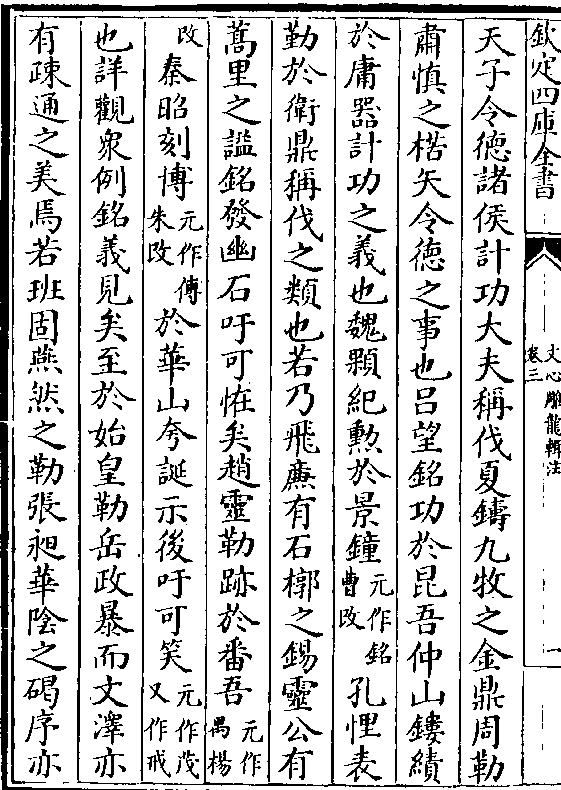 欽定四庫全書
文心雕龍輯注
卷三
一
天子令德諸侯計功大夫稱伐夏鑄九牧之金鼎周勒
肅慎之楛矢令德之事也呂望銘功於昆吾仲山鏤績
於庸器計功之義也魏顆紀勲於景鐘元作銘曹改孔悝表
勤於衛鼎稱伐之類也若乃飛廉有石槨之錫靈公有
蒿里之謚銘發幽石吁可怪矣趙靈勒跡於番吾元作禺楊
改秦昭刻博元作傳朱改於華山夸誕示後吁可笑元作茂又作戒
也詳觀衆例銘義見矣至於始皇勒岳政暴而文澤亦
有疎通之美焉若班固燕然之勒張昶華陰之碣序亦